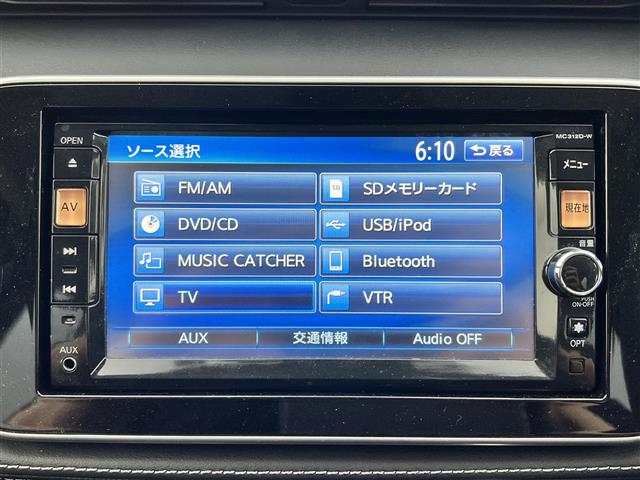 OPEN
MC312D-W
ソース選択
6:10
戻る
メニュー
FM/AM
SD
SDメモリーカード
AV
現在地
DVD/CD
USB/iPod
音量
MUSIC CATCHER
Bluetooth
TV
VTR
PUSH
ON-OFF
AUX
交通情報
Audio OFF
AUX
OPT